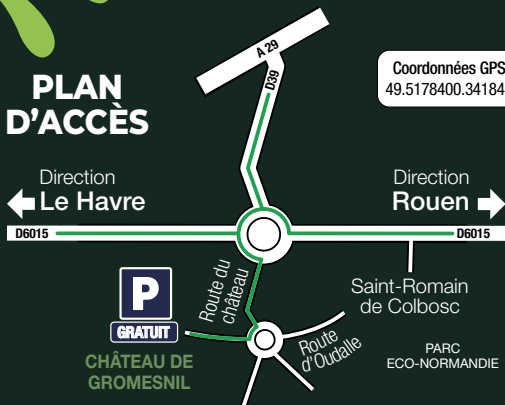 PLAN
D'ACCÈS
A 29
D39
Coordonnées GPS
49.5178400.34184
Direction
Le Havre
Direction
Rouen
D6015
D6015
Route du
château
P
GRATUIT
CHÂTEAU DE
GROMESNIL
Saint-Romain
de Colbosc
Route
d'Oudalle
PARC
ECO-NORMANDIE